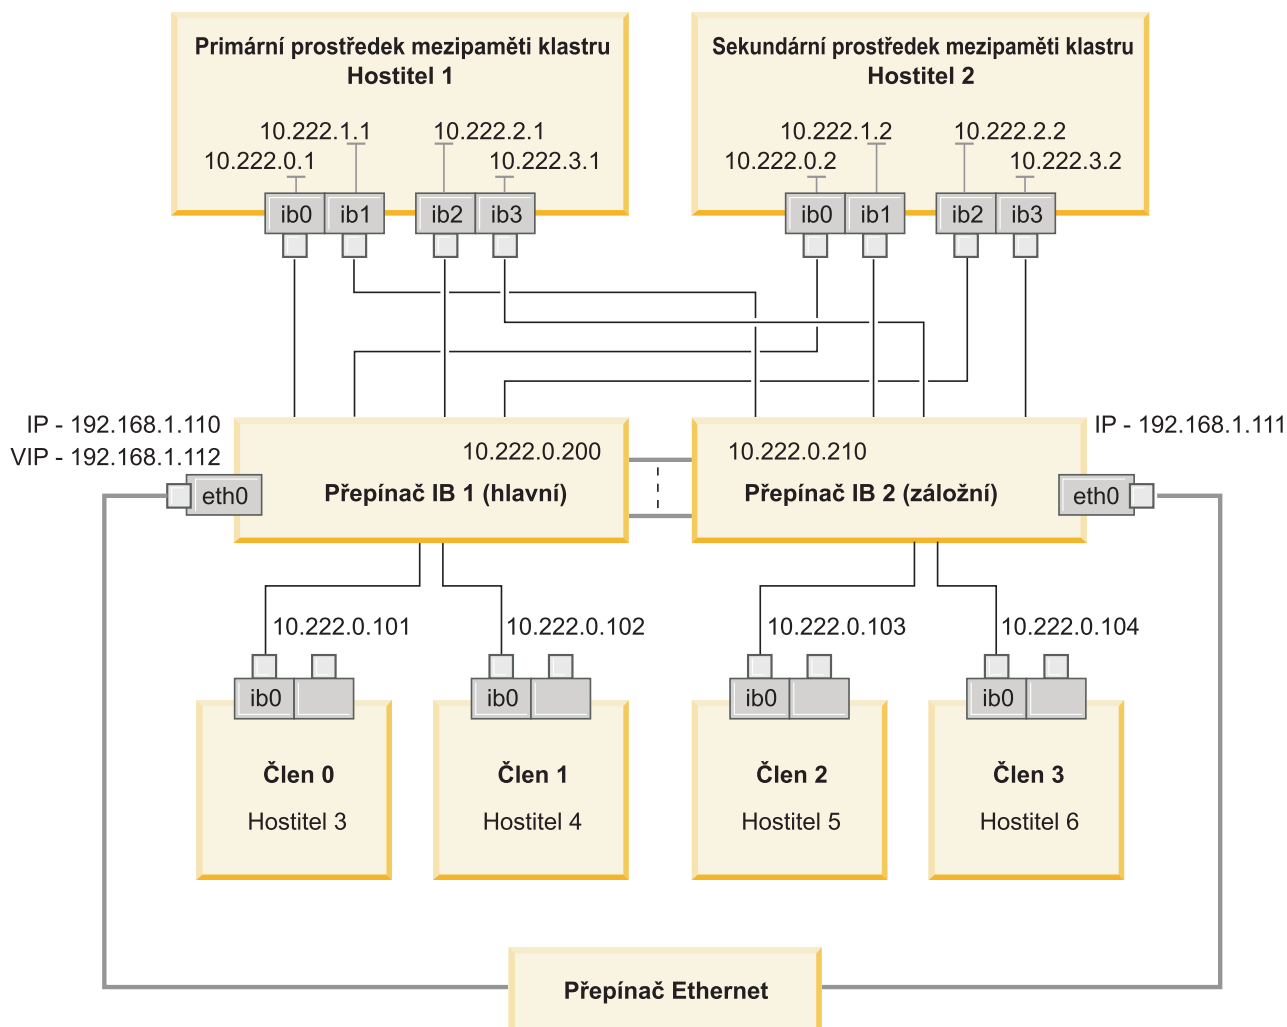 Primární prostředek mezipaměti klastru
Hostitel 1
10.222.1.1
10.222.2.1
10.222.0.1
10.222.3.1
ib0
ib1
ib2
ib3
Sekundární prostředek mezipaměti klastru
Hostitel 2
10.222.1.2
10.222.2.2
10.222.0.2
10.222.3.2
ib0
ib1
ib2
ib3
IP - 192.168.1.110
VIP - 192.168.1.112
eth0
10.222.0.200
Přepínač IB 1 (hlavní)
10.222.0.210
Přepínač IB 2 (záložní)
IP - 192.168.1.111
eth0
10.222.0.101
ib0
Člen 0
Hostitel 3
10.222.0.102
ib0
Člen 1
Hostitel 4
10.222.0.103
ib0
Člen 2
Hostitel 5
10.222.0.104
ib0
Člen 3
Hostitel 6
Přepínač Ethernet